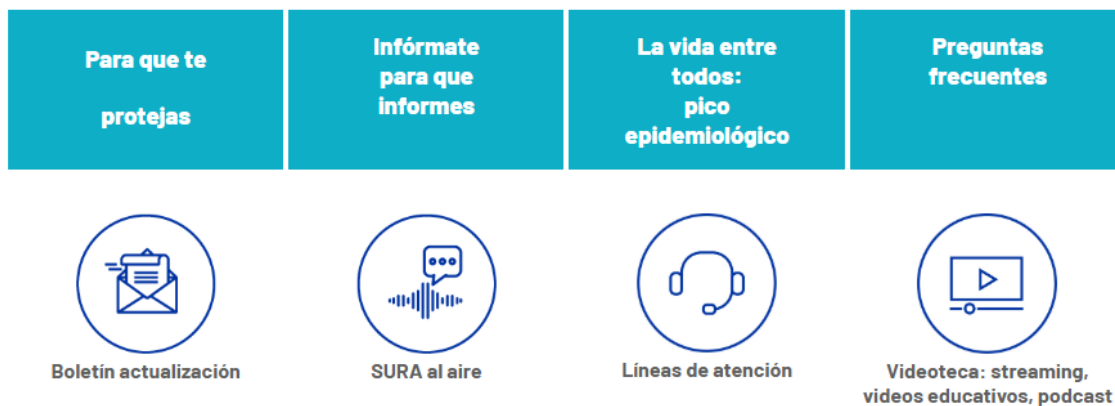 Para que te
protejas
Infórmate
para que
informes
La vida entre
todos:
pico
epidemiológico
Preguntas
frecuentes
Boletín actualización
SURA al aire
Líneas de atención
Videoteca: streaming,
videos educativos, podcast